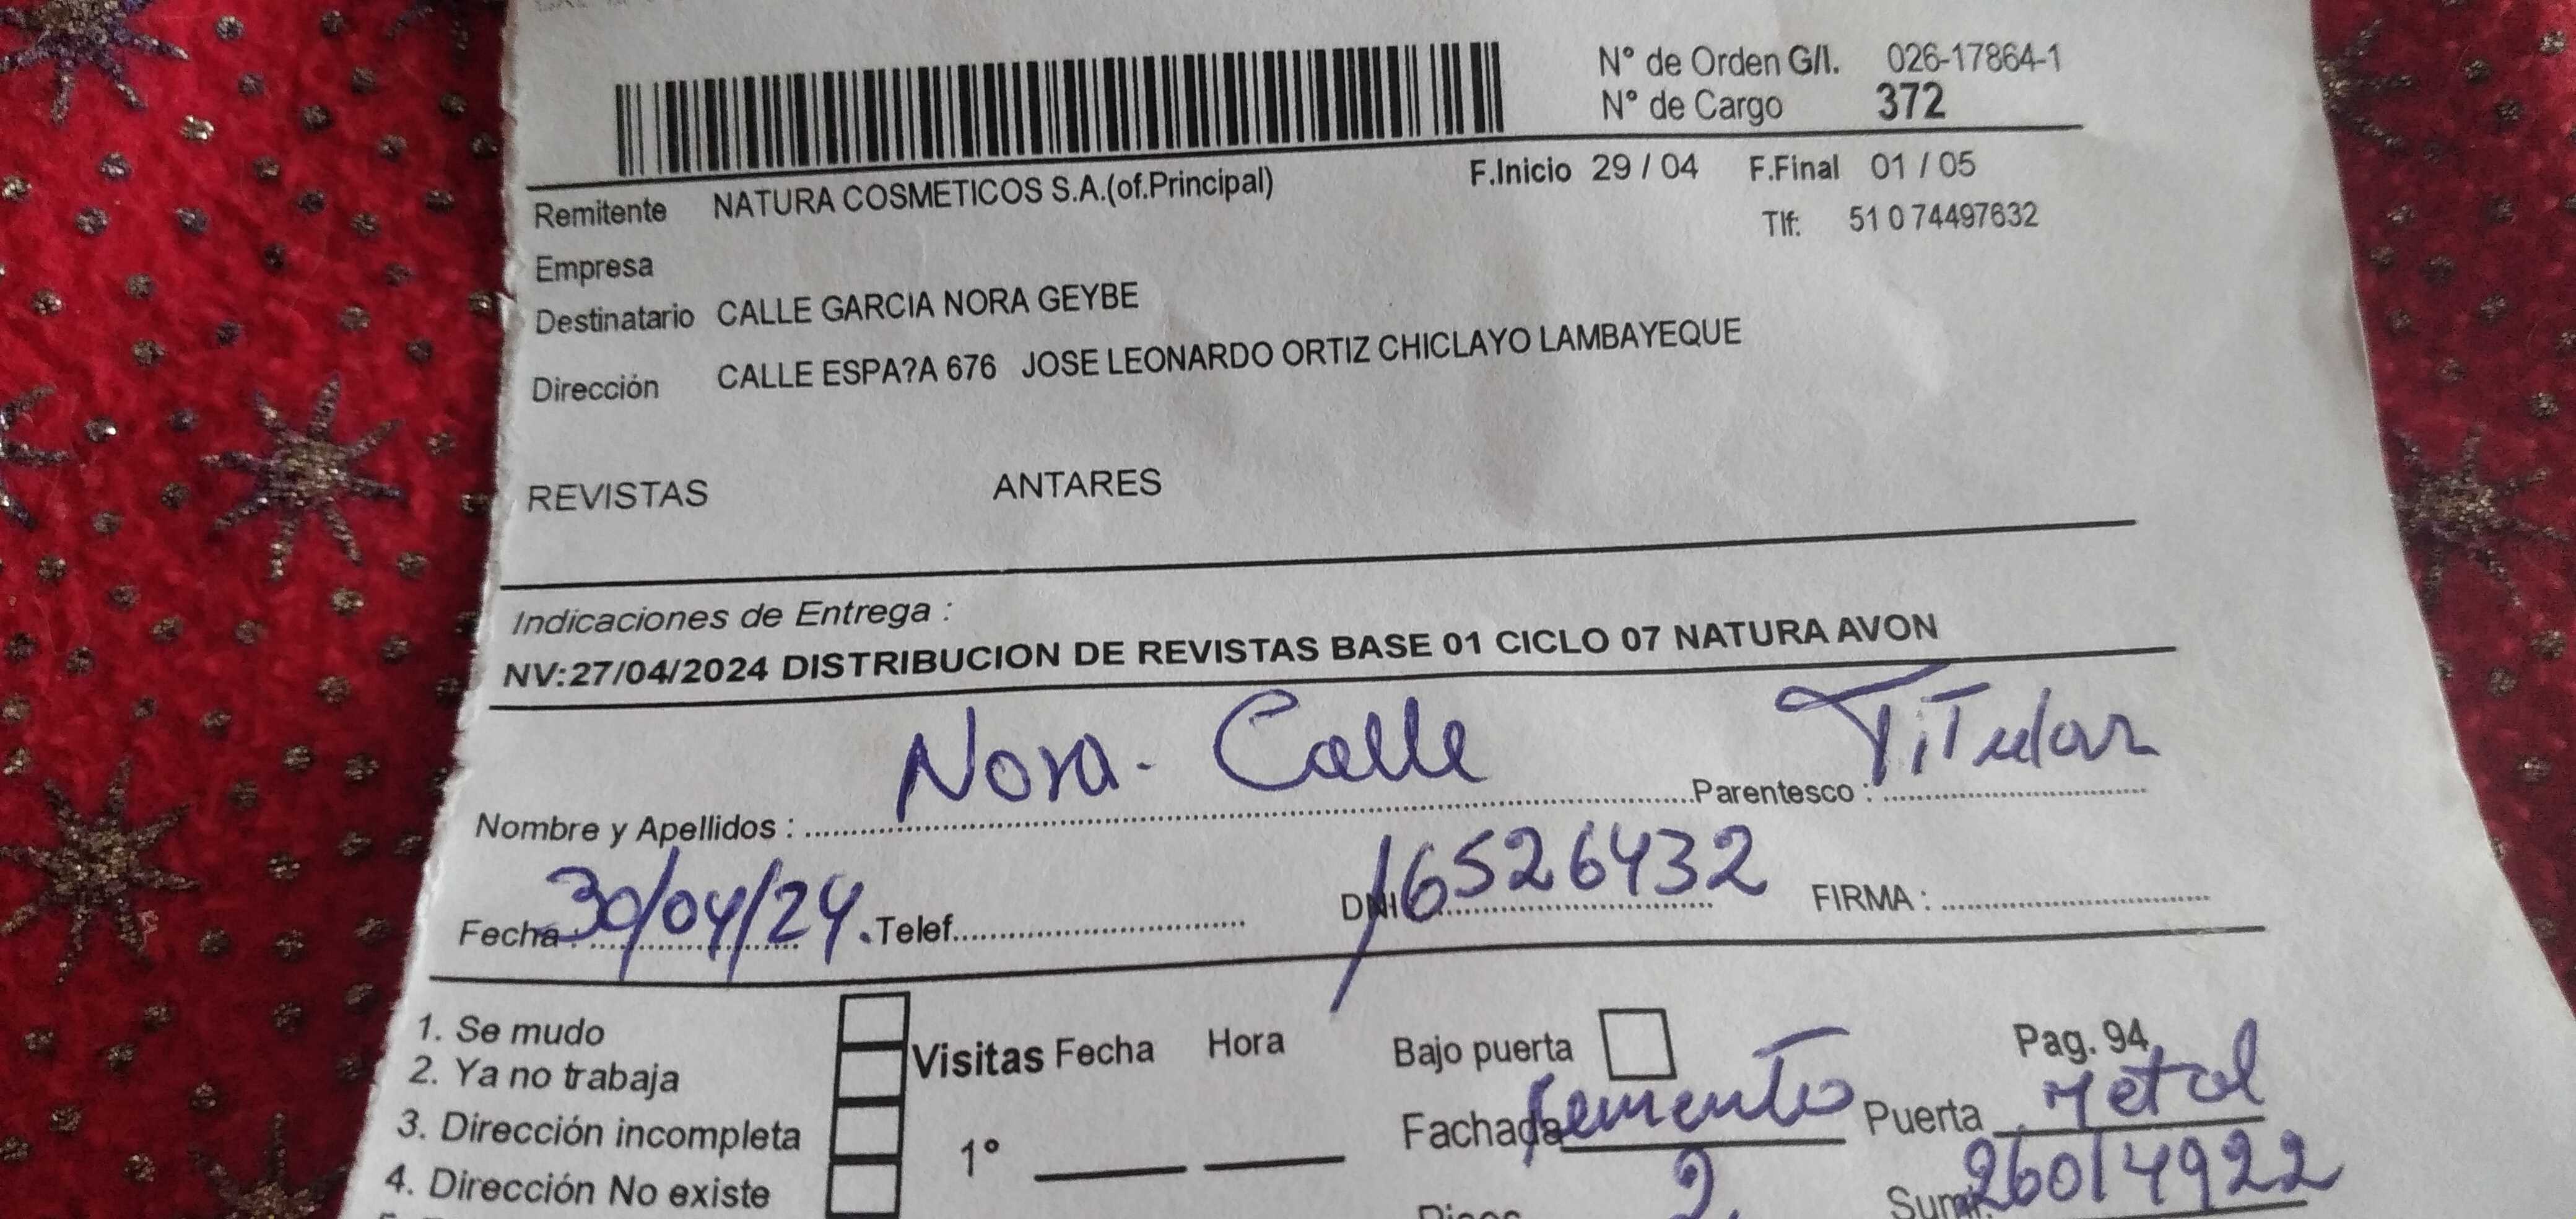 N° de Orden G/I. 026-17864-1
N° de Cargo 372
F.Inicio 29 / 04 F.Final 01 / 05
Remitente NATURA COSMETICOS S.A.(of.Principal)
Tlf: 51 0 74497632
Empresa
Destinatario CALLE GARCIA NORA GEYBE
Dirección CALLE ESPA?A 676 JOSE LEONARDO ORTIZ CHICLAYO LAMBAYEQUE
REVISTAS ANTARES
Indicaciones de Entrega :
NV:27/04/2024 DISTRIBUCION DE REVISTAS BASE 01 CICLO 07 NATURA AVON
Nombre y Apellidos : Nora - Calle Parentesco : Titular
Fecha : 30/04/24. Telef. DNI 16526432 FIRMA :
1. Se mudo
2. Ya no trabaja
3. Dirección incompleta
4. Dirección No existe
Visitas Fecha Hora
1°
Bajo puerta Pag. 94
Fachada Semento Puerta Metal
Pisos 2 Sumi. 26014922